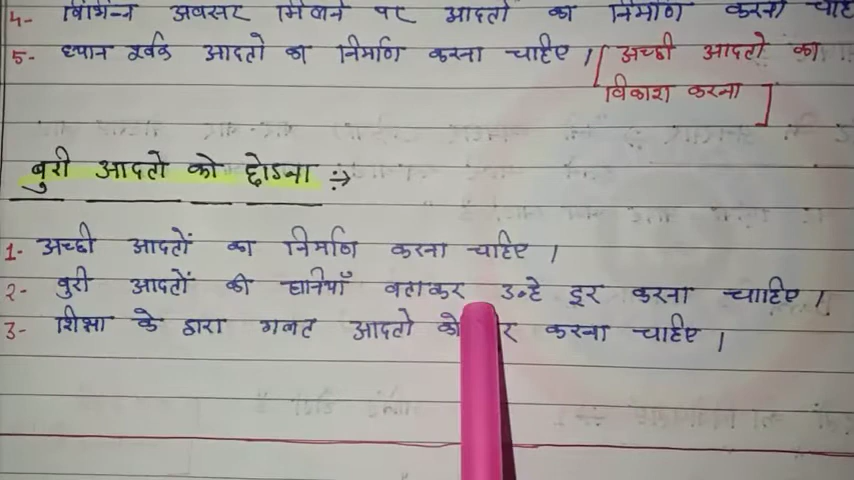 4- विभिन्न अवसर मिलने पर आदतों का निर्माण करना
5- ध्यान पूर्वक आदतो का निर्माण करना चाहिए । [ अच्छी आदतो का
विकाश करना ]
बुरी आदतो को छोडना :→
1- अच्छी आदतों का निर्माण करना चाहिए ।
2- बुरी आदतों की हानियाँ बताकर उन्हे दूर करना चाहिए ।
3- शिक्षा के द्वारा गलत आदतो को करना चाहिए ।